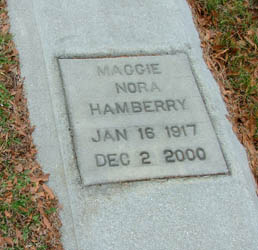 MAGGIE
NORA
HAMBERRY
JAN 16 1917
DEC 2 2000